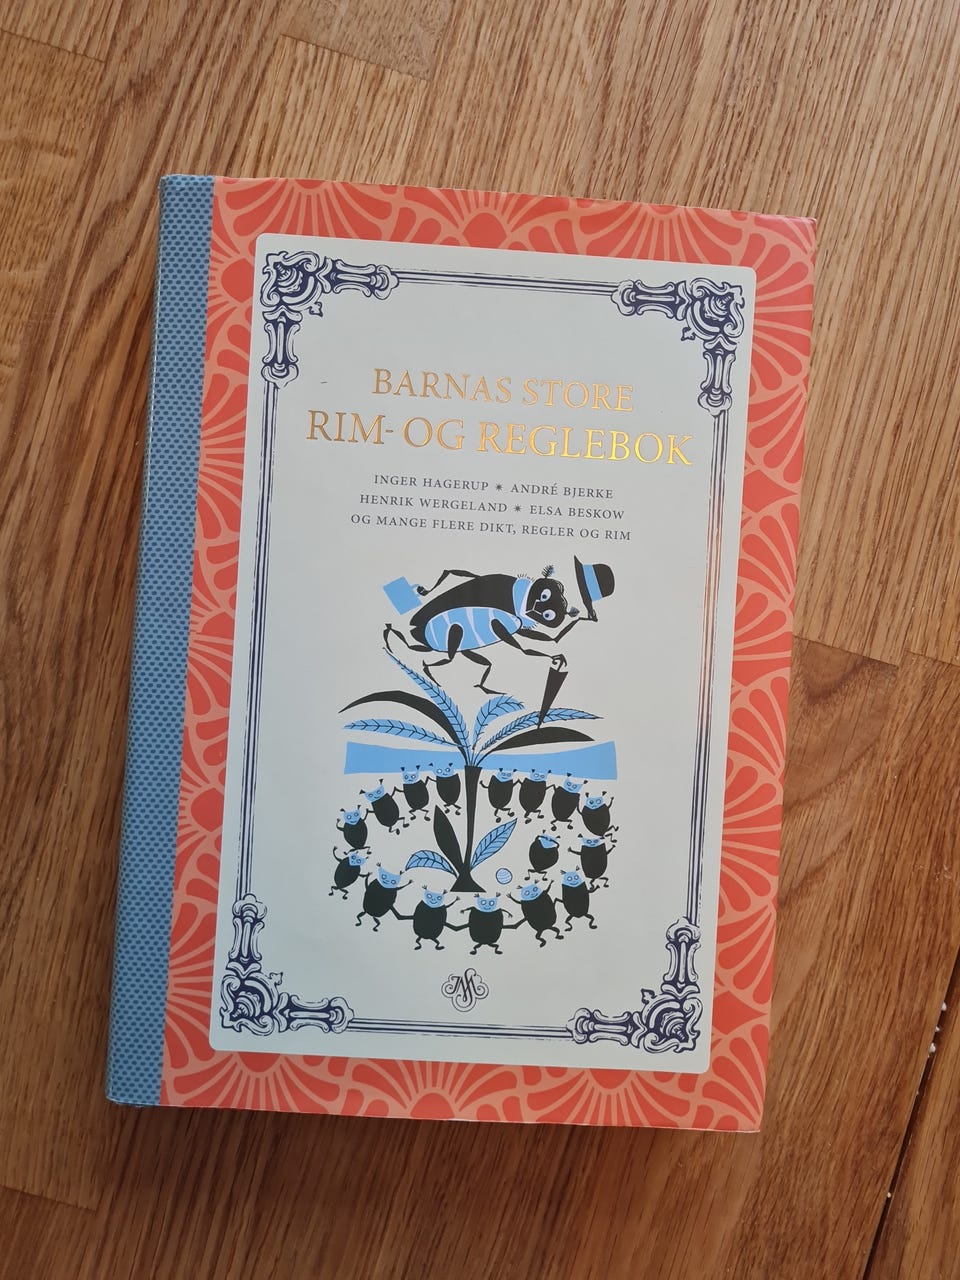 BARNAS STORE
RIM- OG REGLEBOK
INGER HAGERUP * ANDRÉ BJERKE
HENRIK WERGELAND * ELSA BESKOW
OG MANGE FLERE DIKT, REGLER OG RIM